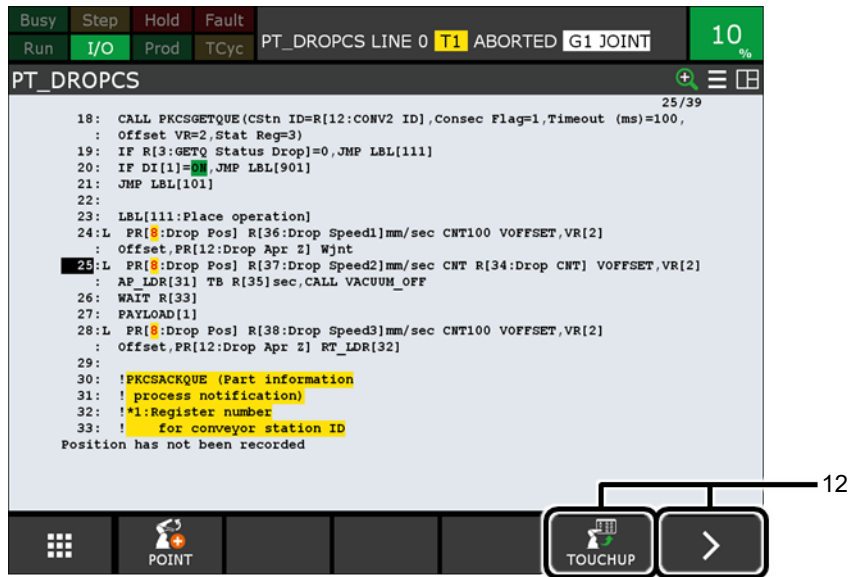 Busy Step Hold Fault
Run I/O Prod TCyc
PT_DROPCS LINE 0 T1 ABORTED G1 JOINT
10 %
PT_DROPCS
25/39
18: CALL PKCSGETQUE(CStn ID=R[12:CONV2 ID],Consec Flag=1,Timeout (ms)=100,
: Offset VR=2,Stat Reg=3)
19: IF R[3:GETQ Status Drop]=0,JMP LBL[111]
20: IF DI[1]=ON,JMP LBL[901]
21: JMP LBL[101]
22:
23: LBL[111:Place operation]
24:L PR[8:Drop Pos] R[36:Drop Speed1]mm/sec CNT100 VOFFSET,VR[2]
: Offset,PR[12:Drop Apr Z] Wjnt
25:L PR[8:Drop Pos] R[37:Drop Speed2]mm/sec CNT R[34:Drop CNT] VOFFSET,VR[2]
: AP_LDR[31] TB R[35]sec,CALL VACUUM_OFF
26: WAIT R[33]
27: PAYLOAD[1]
28:L PR[8:Drop Pos] R[38:Drop Speed3]mm/sec CNT100 VOFFSET,VR[2]
: Offset,PR[12:Drop Apr Z] RT_LDR[32]
29:
30: !PKCSACKQUE (Part information
31: ! process notification)
32: !*1:Register number
33: ! for conveyor station ID
Position has not been recorded
12
POINT
TOUCHUP